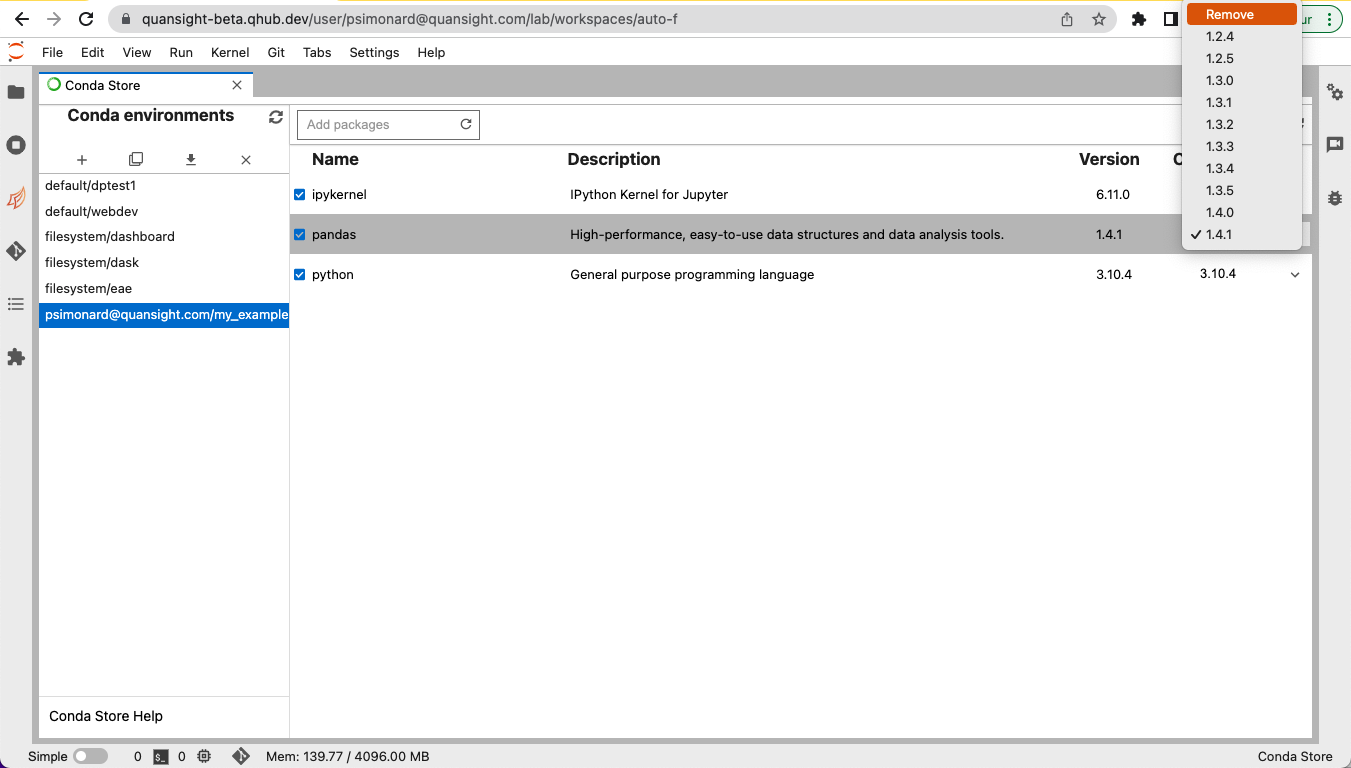 quansight-beta.qhub.dev/user/psimonard@quansight.com/lab/workspaces/auto-f
ur
File Edit View Run Kernel Git Tabs Settings Help
Conda Store
Conda environments
Add packages
Name Description Version C
default/dptest1
default/webdev
filesystem/dashboard
filesystem/dask
filesystem/eae
psimonard@quansight.com/my_example
ipykernel IPython Kernel for Jupyter 6.11.0
pandas High-performance, easy-to-use data structures and data analysis tools. 1.4.1
python General purpose programming language 3.10.4 3.10.4
Remove
1.2.4
1.2.5
1.3.0
1.3.1
1.3.2
1.3.3
1.3.4
1.3.5
1.4.0
1.4.1
Conda Store Help
Simple 0 $_ 0 Mem: 139.77 / 4096.00 MB Conda Store